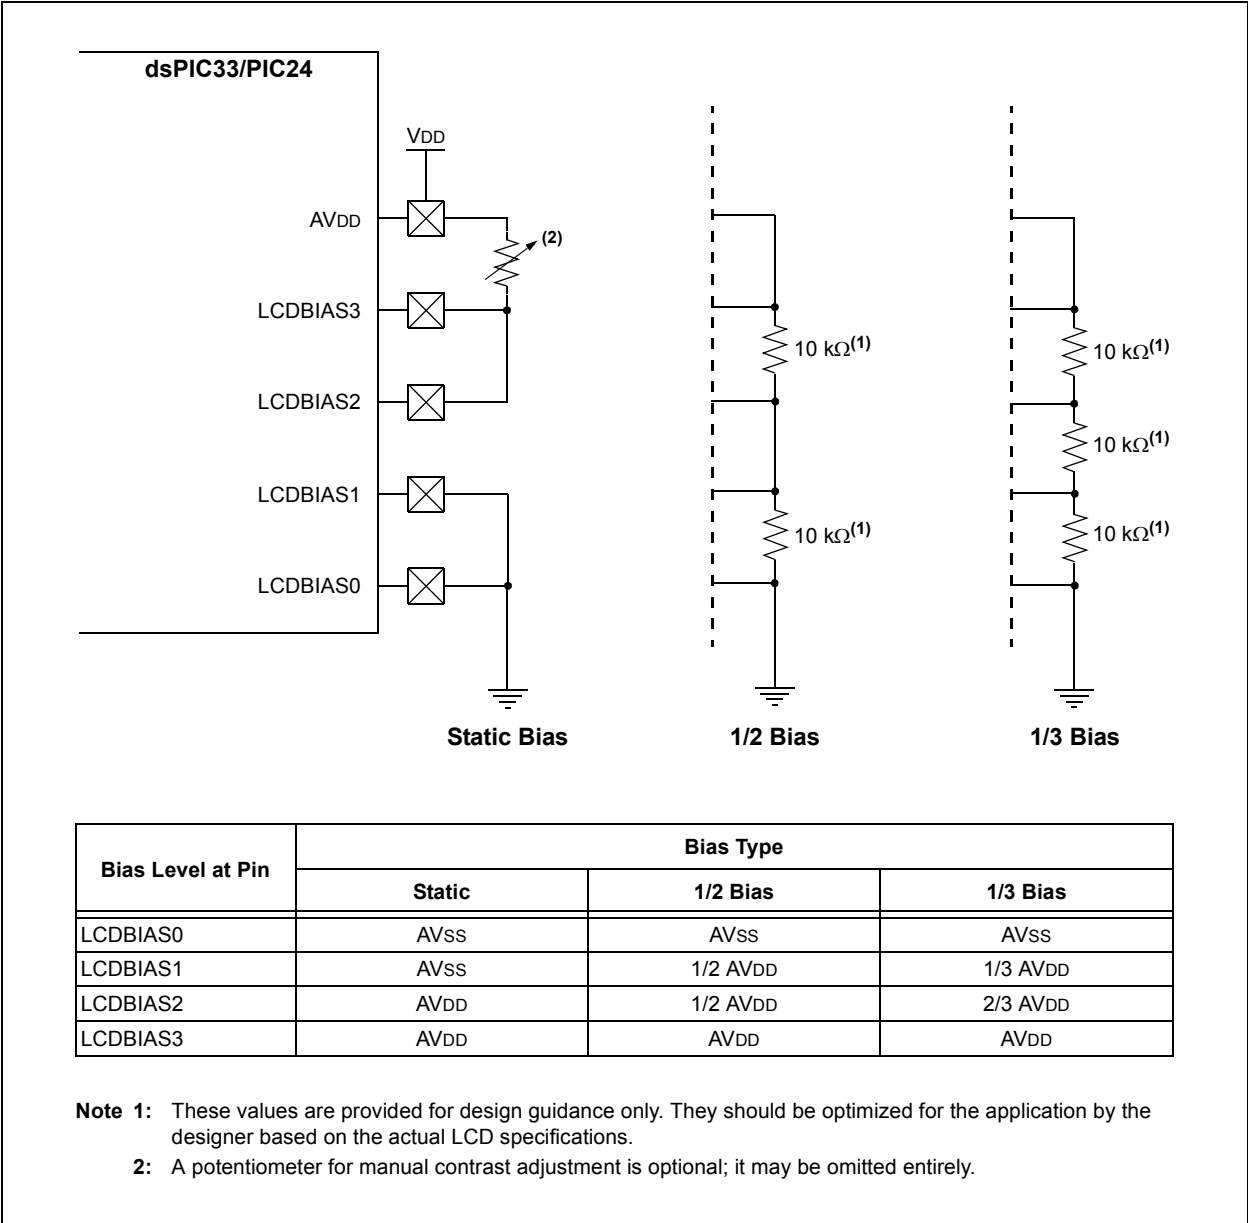 dsPIC33/PIC24
VDD
AVDD
(2)
LCDBIAS3
10 kΩ(1)
10 kΩ(1)
LCDBIAS2
10 kΩ(1)
LCDBIAS1
10 kΩ(1)
10 kΩ(1)
LCDBIAS0
Static Bias
1/2 Bias
1/3 Bias
Bias Level at Pin
Bias Type
Static
1/2 Bias
1/3 Bias
LCDBIAS0 AVSS AVSS AVSS
LCDBIAS1 AVSS 1/2 AVDD 1/3 AVDD
LCDBIAS2 AVDD 1/2 AVDD 2/3 AVDD
LCDBIAS3 AVDD AVDD AVDD
Note 1: These values are provided for design guidance only. They should be optimized for the application by the
designer based on the actual LCD specifications.
2: A potentiometer for manual contrast adjustment is optional; it may be omitted entirely.